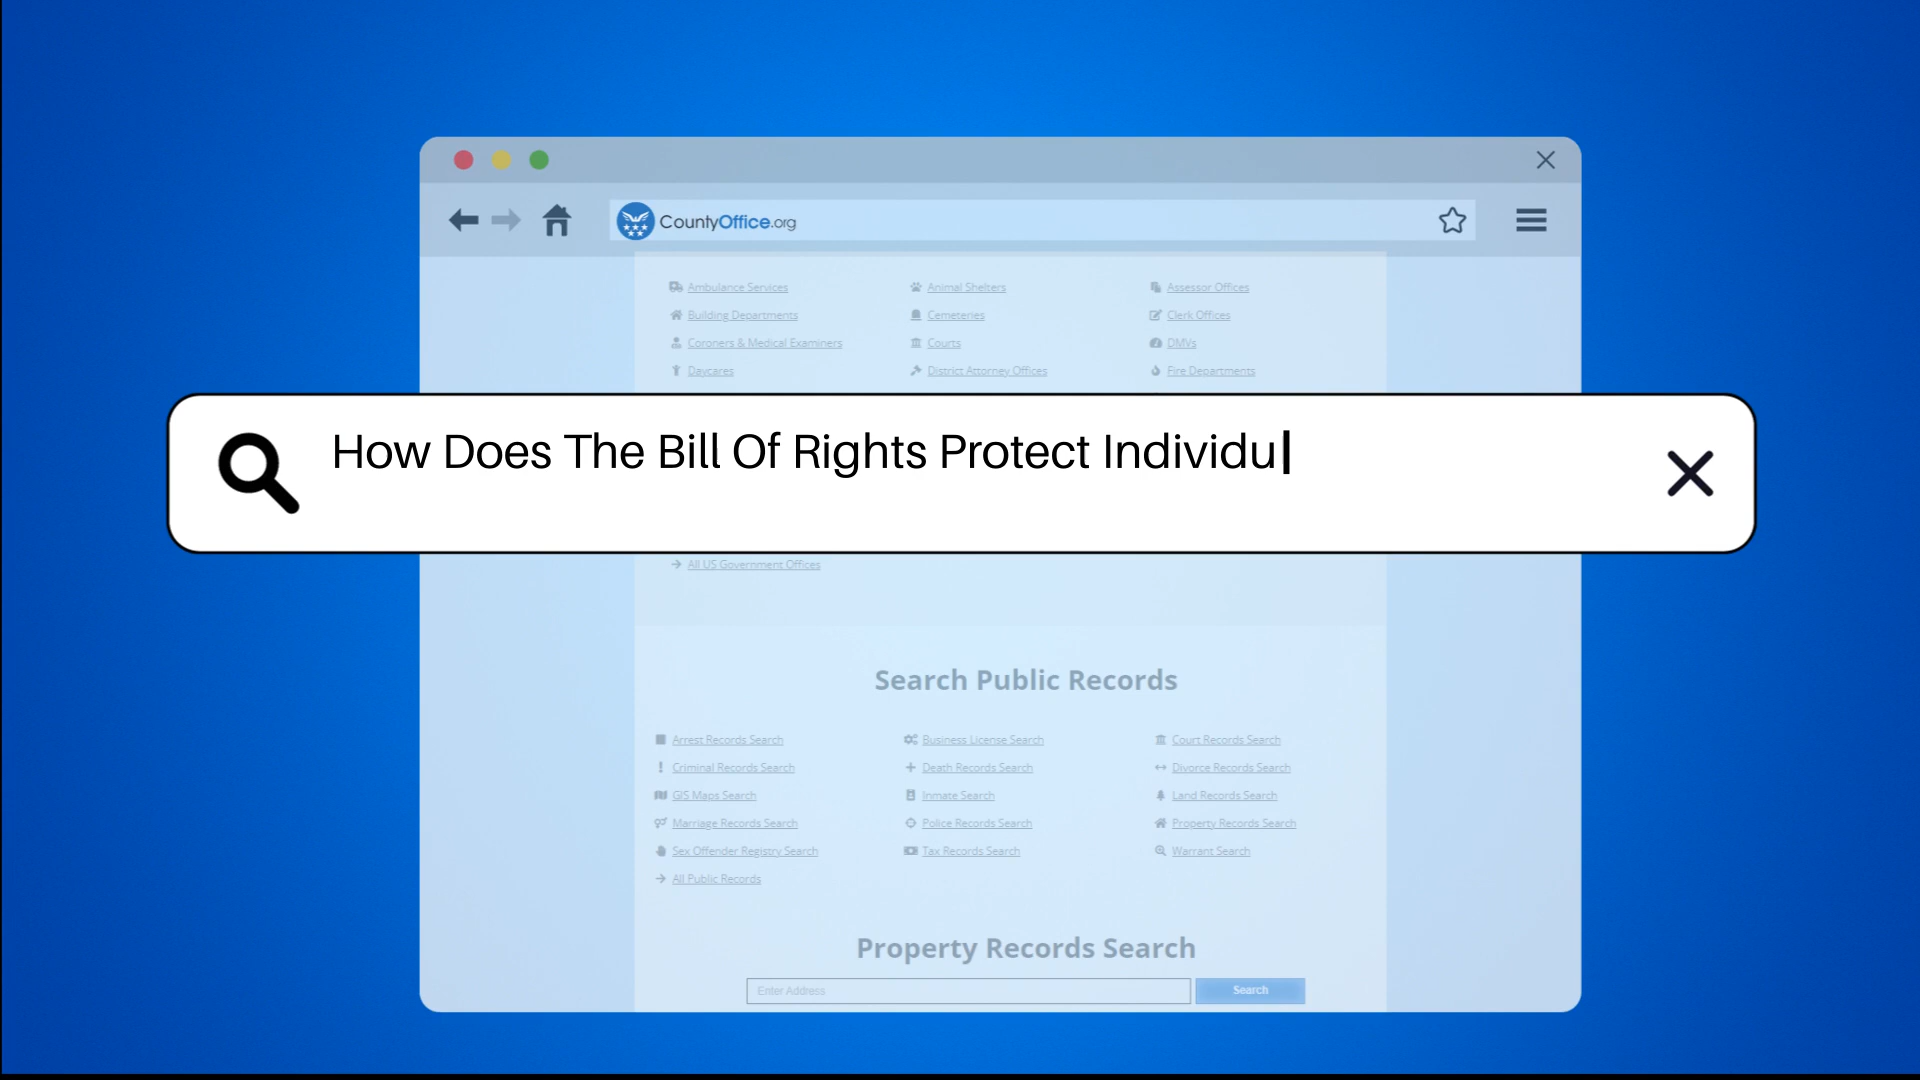 CountyOffice.org
Ambulance Services Animal Shelters Assessor Offices
Building Departments Cemeteries Clerk Offices
Coroners & Medical Examiners Courts DMVs
Daycares District Attorney Offices Fire Departments
How Does The Bill Of Rights Protect Individu
All US Government Offices
Search Public Records
Arrest Records Search Business License Search Court Records Search
Criminal Records Search Death Records Search Divorce Records Search
GIS Maps Search Inmate Search Land Records Search
Marriage Records Search Police Records Search Property Records Search
Sex Offender Registry Search Tax Records Search Warrant Search
All Public Records
Property Records Search
Enter Address Search